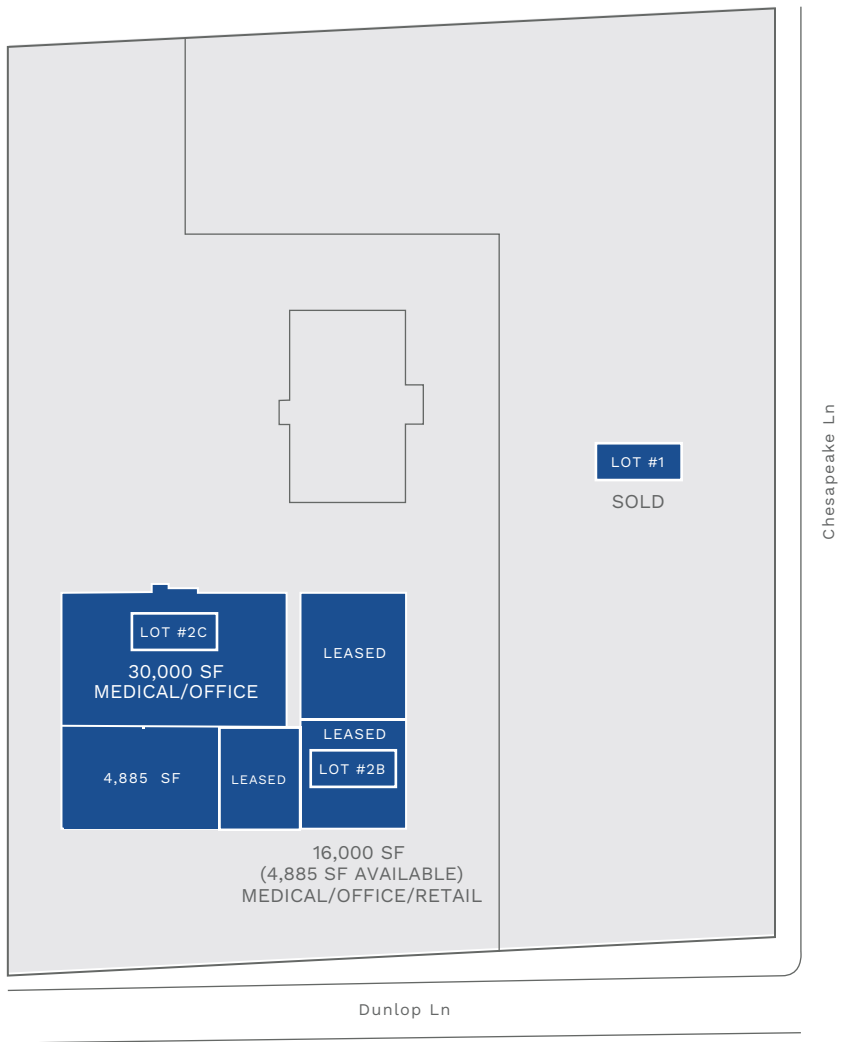 Chesapeake Ln
LOT #1
SOLD
LOT #2C
30,000 SF
MEDICAL/OFFICE
LEASED
LEASED
LOT #2B
4,885 SF
LEASED
16,000 SF
(4,885 SF AVAILABLE)
MEDICAL/OFFICE/RETAIL
Dunlop Ln